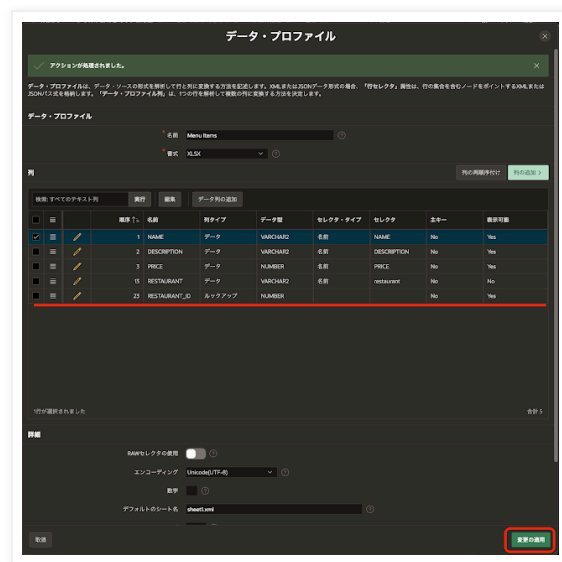 データ・プロファイル
アクションが処理されました。
データ・プロファイルは、データ・ソースの形式を解析して行と列に変換する方法を記述します。XMLまたはJSONデータ形式の場合、「行セレクタ」属性は、行の集合を含むノードをポイントするXMLまたは
JSONパス式を格納します。「データ・プロファイル列」は、1つの行を解析して複数の列に変換する方法を決定します。
データ・プロファイル
* 名前 Menu Items
* 書式 XLSX
列
列の再順序付け 列の追加 >
検索: すべてのテキスト列 実行 編集 データ列の追加
順序 名前 列タイプ データ型 セレクタ・タイプ セレクタ 主キー 表示可能
1 NAME データ VARCHAR2 名前 NAME No Yes
2 DESCRIPTION データ VARCHAR2 名前 DESCRIPTION No Yes
3 PRICE データ NUMBER 名前 PRICE No Yes
13 RESTAURANT データ VARCHAR2 名前 restaurant No No
23 RESTAURANT_ID ルックアップ NUMBER No Yes
1行が選択されました 合計 5
詳細
RAWセレクタの使用
エンコーディング Unicode(UTF-8)
数字
デフォルトのシート名 sheet1.xml
取消 変更の適用